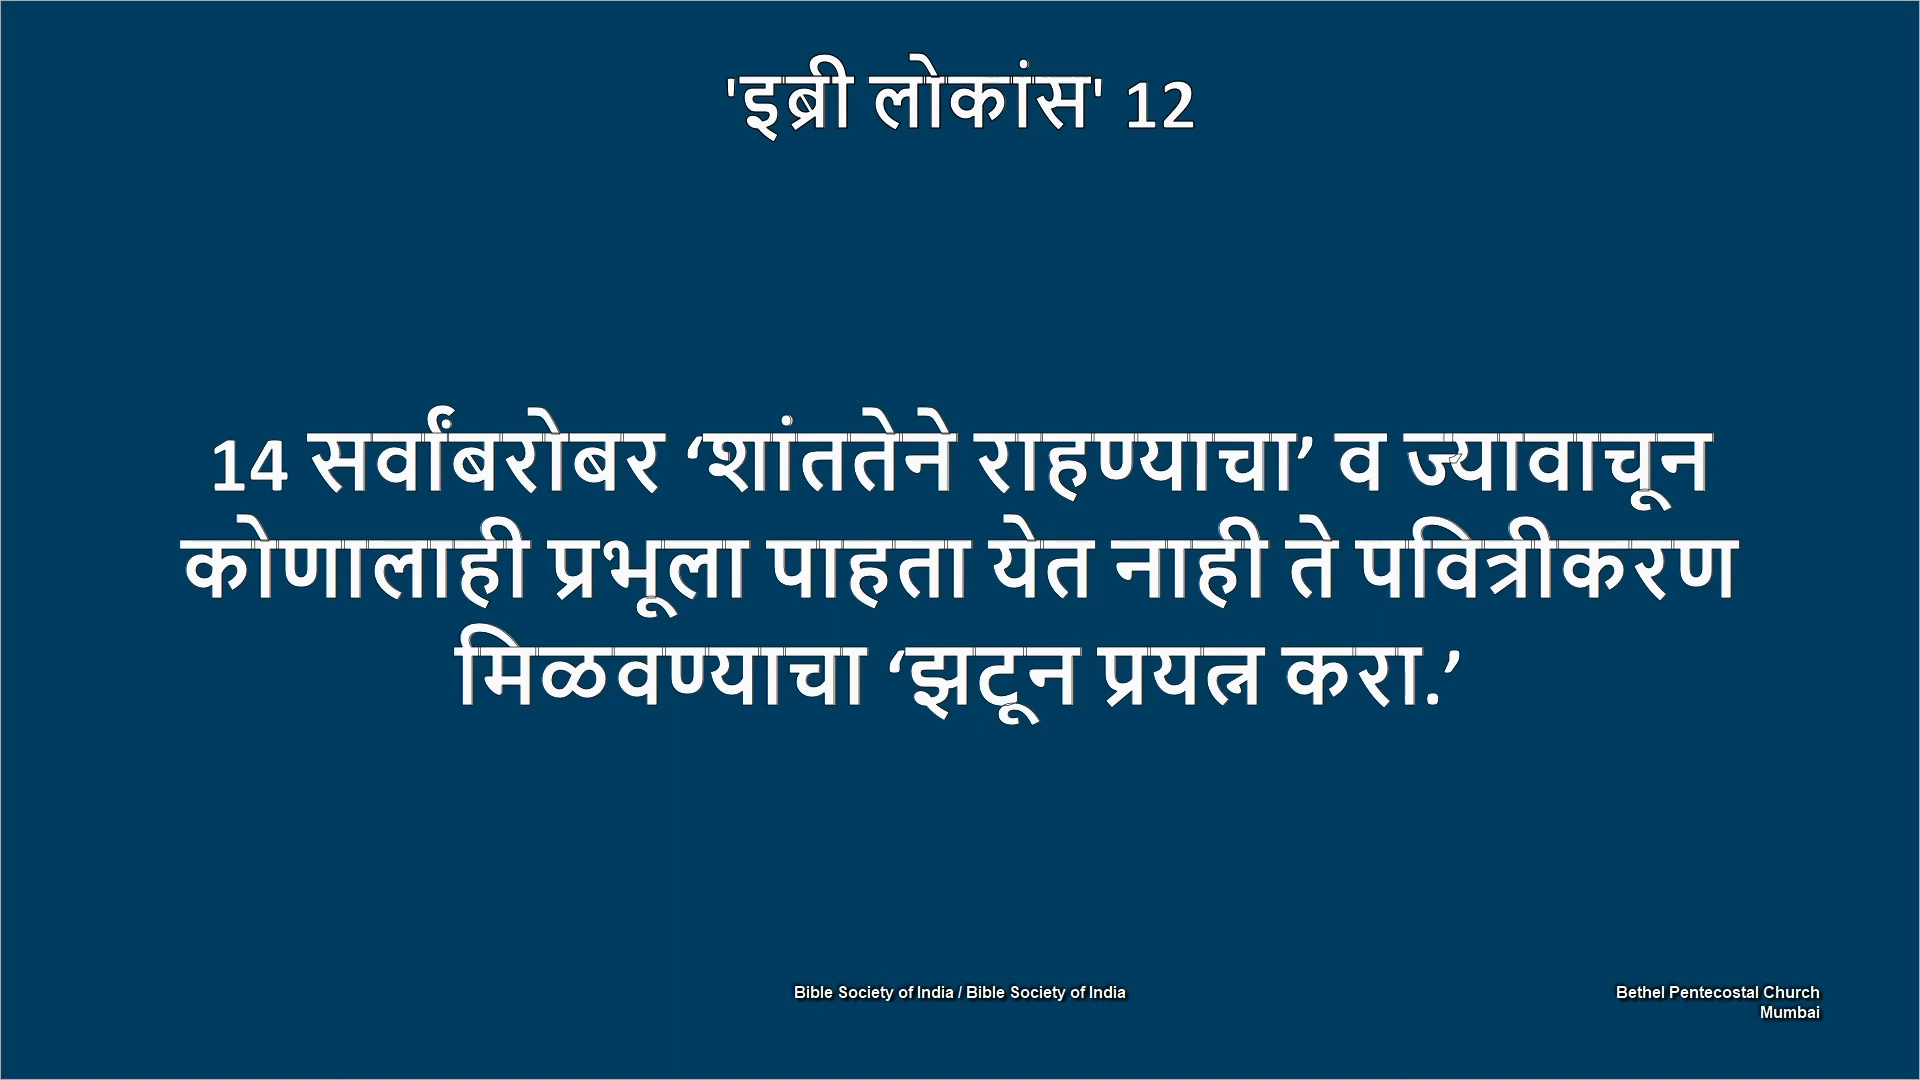 'इब्री लोकांस' 12
14 सर्वांबरोबर ‘शांततेने राहण्याचा’ व ज्यावाचून
कोणालाही प्रभूला पाहता येत नाही ते पवित्रीकरण
मिळवण्याचा ‘झटून प्रयत्न करा.’
Bible Society of India / Bible Society of India
Bethel Pentecostal Church
Mumbai